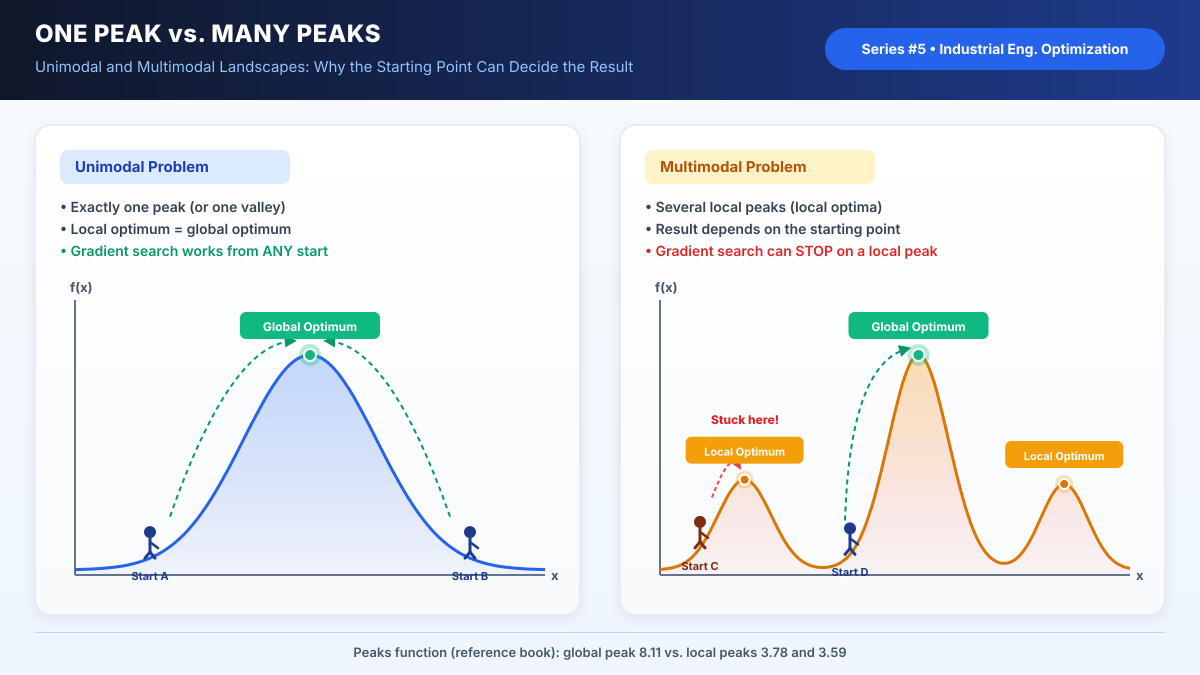 ONE PEAK vs. MANY PEAKS
Unimodal and Multimodal Landscapes: Why the Starting Point Can Decide the Result
Series #5 • Industrial Eng. Optimization
Unimodal Problem
• Exactly one peak (or one valley)
• Local optimum = global optimum
• Gradient search works from ANY start
f(x)
Global Optimum
Start A
Start B
x
Multimodal Problem
• Several local peaks (local optima)
• Result depends on the starting point
• Gradient search can STOP on a local peak
f(x)
Global Optimum
Stuck here!
Local Optimum
Local Optimum
Start C
Start D
x
Peaks function (reference book): global peak 8.11 vs. local peaks 3.78 and 3.59